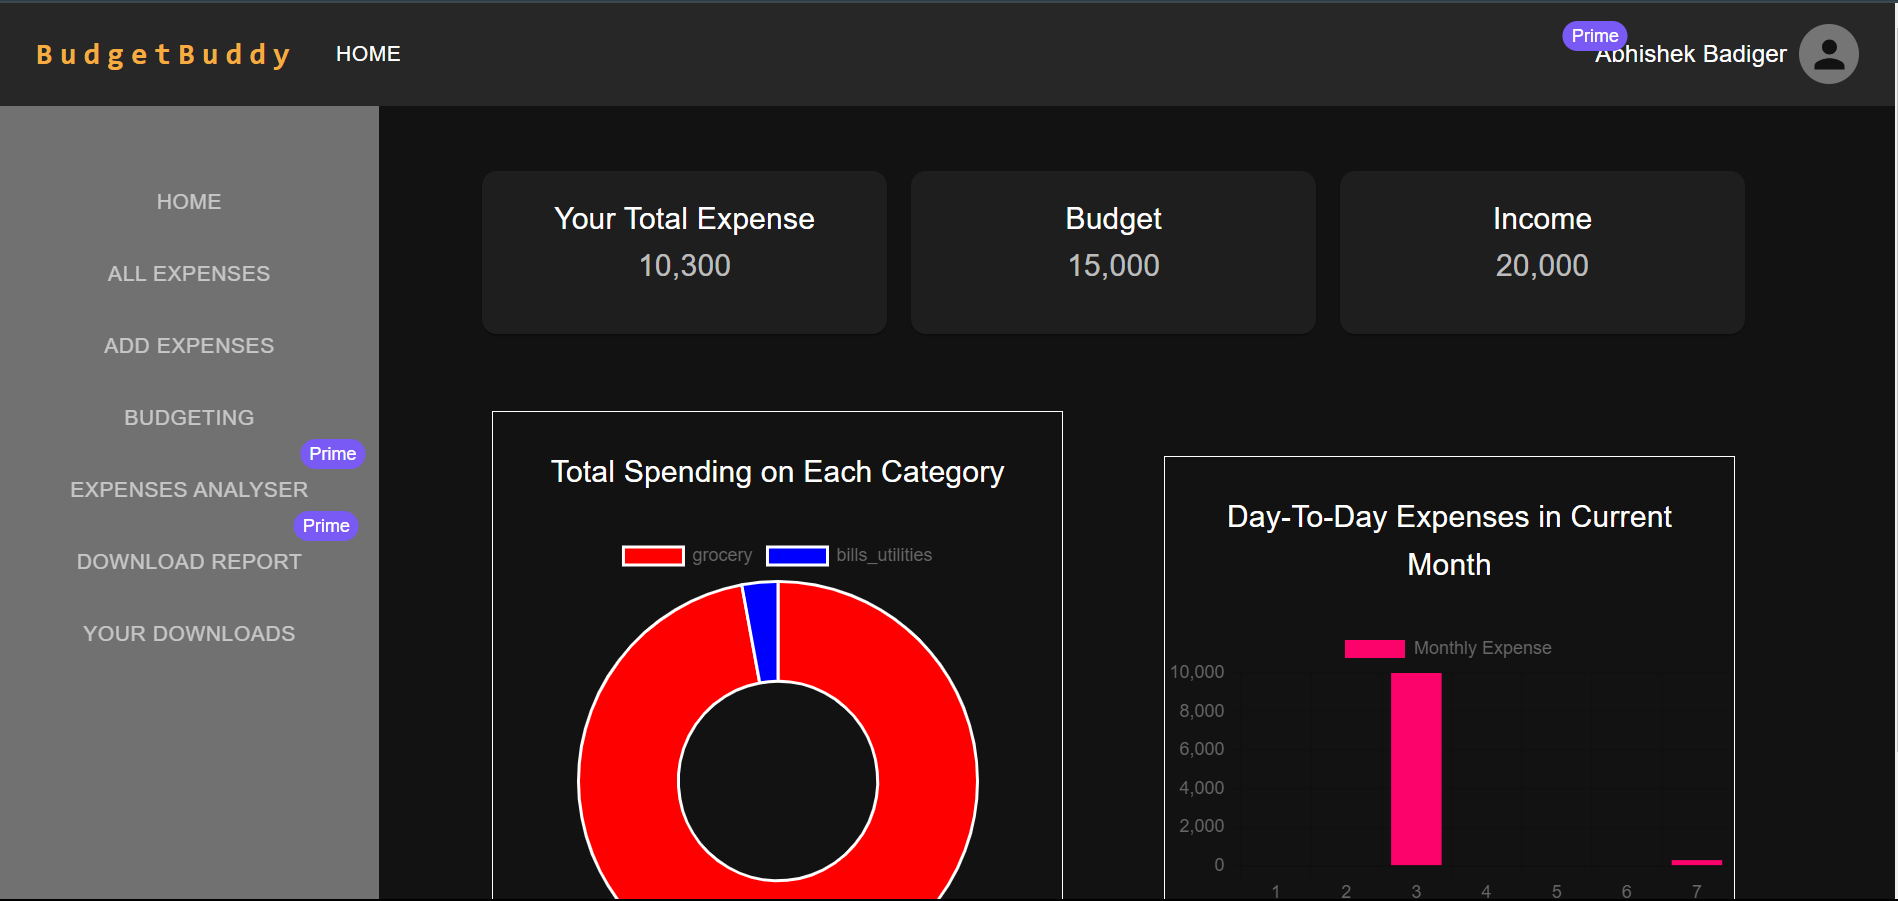 BudgetBuddy
HOME
Prime
Abhishek Badiger
HOME
ALL EXPENSES
ADD EXPENSES
BUDGETING
Prime
EXPENSES ANALYSER
Prime
DOWNLOAD REPORT
YOUR DOWNLOADS
Your Total Expense
10,300
Budget
15,000
Income
20,000
Total Spending on Each Category
grocery
bills_utilities
Day-To-Day Expenses in Current
Month
Monthly Expense
10,000
8,000
6,000
4,000
2,000
0
1 2 3 4 5 6 7